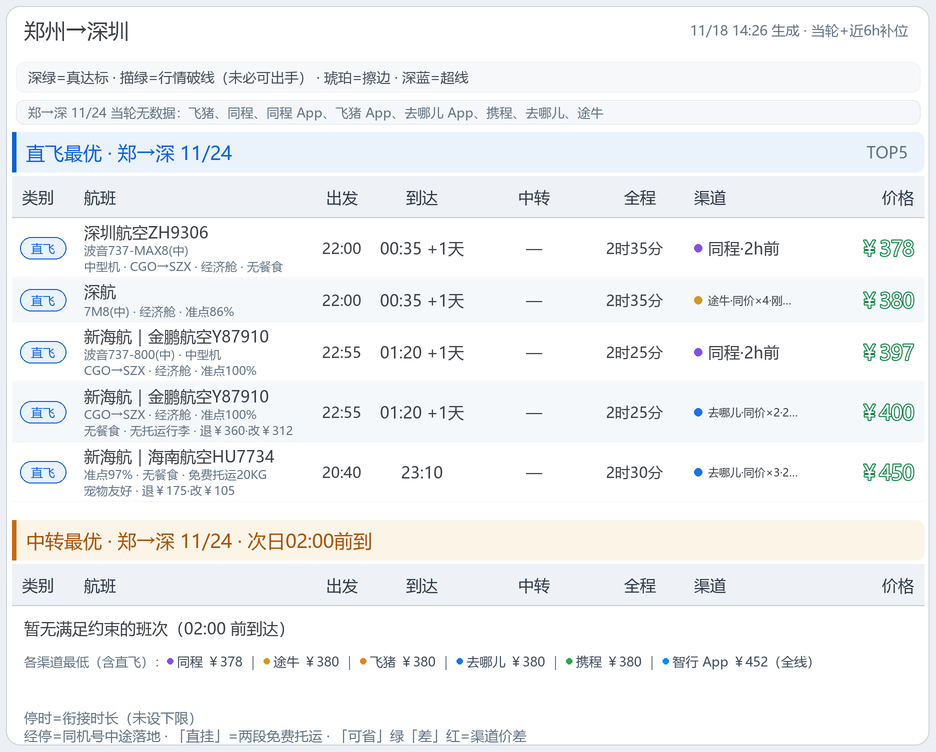 郑州→深圳
11/18 14:26 生成 · 当轮+近6h补位
深绿=真达标 · 描绿=行情破线（未必可出手） · 琥珀=擦边 · 深蓝=超线
郑→深 11/24 当轮无数据：飞猪、同程、同程 App、飞猪 App、去哪儿 App、携程、去哪儿、途牛
直飞最优 · 郑→深 11/24 TOP5
类别 航班 出发 到达 中转 全程 渠道 价格
直飞 深圳航空ZH9306 22:00 00:35 +1天 — 2时35分 同程·2h前 ¥378
波音737-MAX8(中)
中型机 · CGO→SZX · 经济舱 · 无餐食
直飞 深航 22:00 00:35 +1天 — 2时35分 途牛·同价×4·刚… ¥380
7M8(中) · 经济舱 · 准点86%
直飞 新海航｜金鹏航空Y87910 22:55 01:20 +1天 — 2时25分 同程·2h前 ¥397
波音737-800(中) · 中型机
CGO→SZX · 经济舱 · 准点100%
直飞 新海航｜金鹏航空Y87910 22:55 01:20 +1天 — 2时25分 去哪儿·同价×2·2… ¥400
CGO→SZX · 经济舱 · 准点100%
无餐食 · 无托运行李 · 退¥360·改¥312
直飞 新海航｜海南航空HU7734 20:40 23:10 — 2时30分 去哪儿·同价×3·2… ¥450
准点97% · 无餐食 · 免费托运20KG
宠物友好 · 退¥175·改¥105
中转最优 · 郑→深 11/24 · 次日02:00前到
类别 航班 出发 到达 中转 全程 渠道 价格
暂无满足约束的班次（02:00 前到达）
各渠道最低（含直飞）: 同程 ¥378 ｜ 途牛 ¥380 ｜ 飞猪 ¥380 ｜ 去哪儿 ¥380 ｜ 携程 ¥380 ｜ 智行 App ¥452（全线）
停时=衔接时长（未设下限）
经停=同机号中途落地 · 「直挂」=两段免费托运 · 「可省」绿「差」红=渠道价差